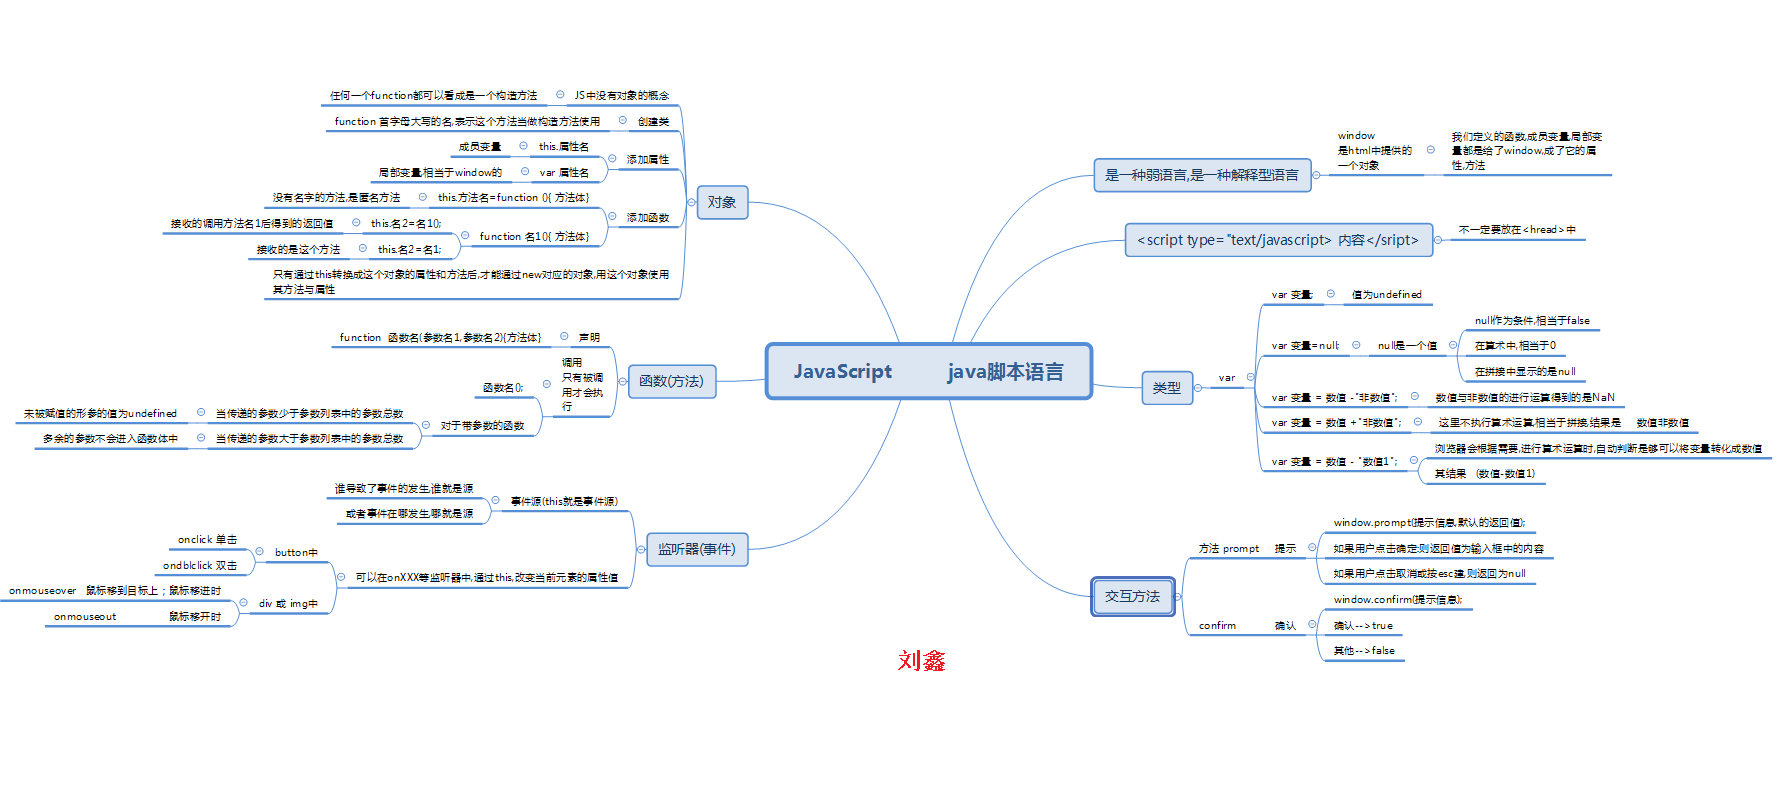 JavaScript java脚本语言
是一种弱语言,是一种解释型语言
window
是html中提供的
一个对象
我们定义的函数,成员变量,局部变
量都是给了window,成了它的属
性,方法
<script type="text/javascript> 内容</sript>
不一定要放在<hread>中
类型
var
var 变量;
值为undefined
var 变量=null;
null是一个值
null作为条件,相当于false
在算术中,相当于0
在拼接中显示的是null
var 变量 = 数值 -"非数值";
数值与非数值的进行运算得到的是NaN
var 变量 = 数值 +"非数值";
这里不执行算术运算,相当于拼接,结果是 数值非数值
var 变量 = 数值 - "数值1";
浏览器会根据需要,进行算术运算时,自动判断是够可以将变量转化成数值
其结果 (数值-数值1)
交互方法
方法 prompt 提示
window.prompt(提示信息,默认的返回值);
如果用户点击确定:则返回值为输入框中的内容
如果用户点击取消或按esc建,则返回为null
confirm 确认
window.confirm(提示信息);
确认-->true
其他-->false
对象
JS中没有对象的概念
任何一个function都可以看成是一个构造方法
创建类
function 首字母大写的名,表示这个方法当做构造方法使用
添加属性
this.属性名
成员变量
var 属性名
局部变量,相当于window的
添加函数
this.方法名=function (){ 方法体}
没有名字的方法,是匿名方法
function 名1(){ 方法体}
this.名2=名1();
接收的调用方法名1后得到的返回值
this.名2=名1;
接收的是这个方法
只有通过this转换成这个对象的属性和方法后,才能通过new对应的对象,用这个对象使用
其方法与属性
函数(方法)
声明
function 函数名(参数名1,参数名2){方法体}
调用
只有被调
用才会执
行
函数名();
对于带参数的函数
当传递的参数少于参数列表中的参数总数
未被赋值的形参的值为undefined
当传递的参数大于参数列表中的参数总数
多余的参数不会进入函数体中
监听器(事件)
事件源(this就是事件源)
谁导致了事件的发生,谁就是源
或者事件在哪发生,哪就是源
可以在onXXX等监听器中,通过this,改变当前元素的属性值
button中
onclick 单击
ondblclick 双击
div 或 img中
onmouseover 鼠标移到目标上；鼠标移进时
onmouseout 鼠标移开时
刘鑫